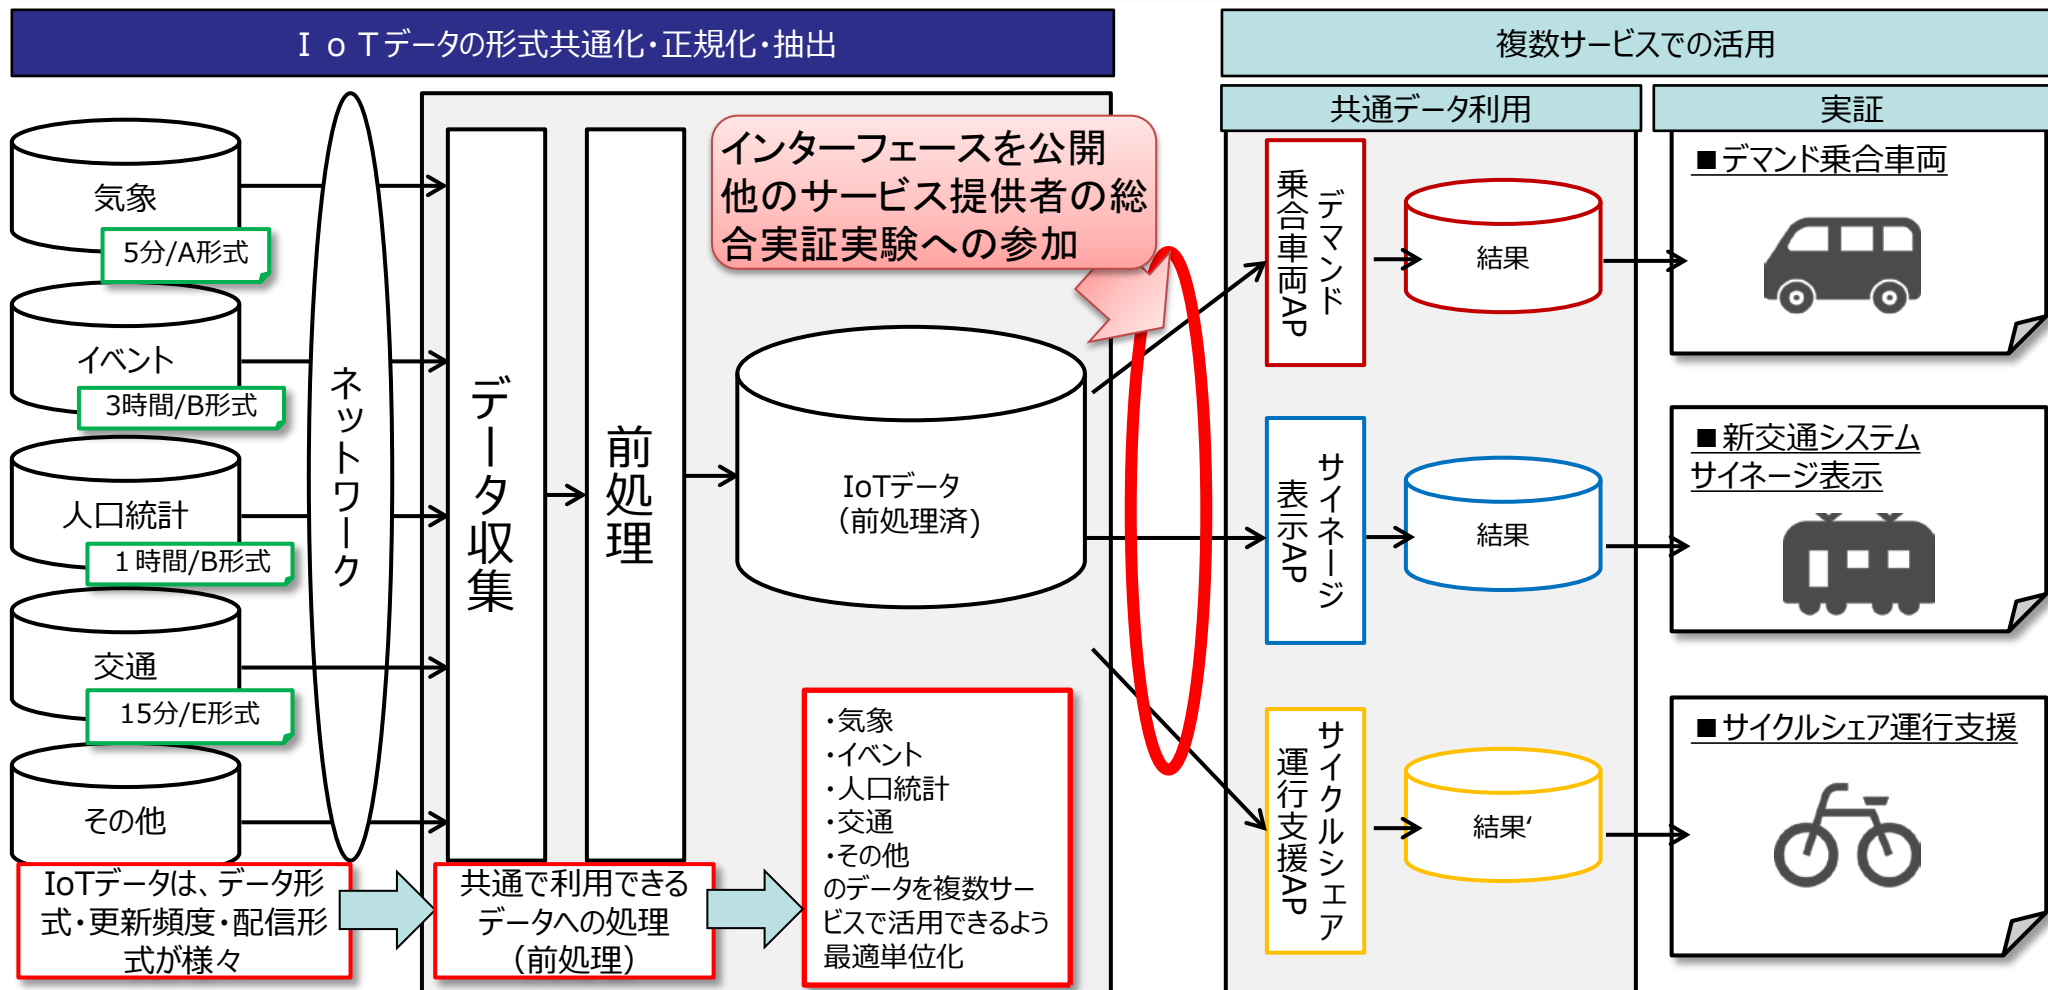 ＩｏＴデータの形式共通化・正規化・抽出
複数サービスでの活用
共通データ利用
実証
気象
5分/A形式
イベント
3時間/B形式
人口統計
１時間/B形式
交通
15分/E形式
その他
ネットワーク
データ収集
前処理
インターフェースを公開
他のサービス提供者の総
合実証実験への参加
IoTデータ
（前処理済)
デマンド
乗合車両AP
結果
■デマンド乗合車両
サイネージ
表示AP
結果
■新交通システム
サイネージ表示
サイクルシェア
運行支援AP
結果‘
■サイクルシェア運行支援
IoTデータは、データ形
式・更新頻度・配信形
式が様々
共通で利用できる
データへの処理
（前処理）
・気象
・イベント
・人口統計
・交通
・その他
のデータを複数サー
ビスで活用できるよう
最適単位化